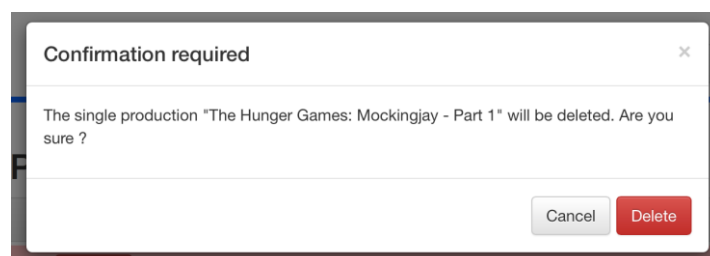 Confirmation required ×
The single production "The Hunger Games: Mockingjay - Part 1" will be deleted. Are you
sure ?
Cancel Delete